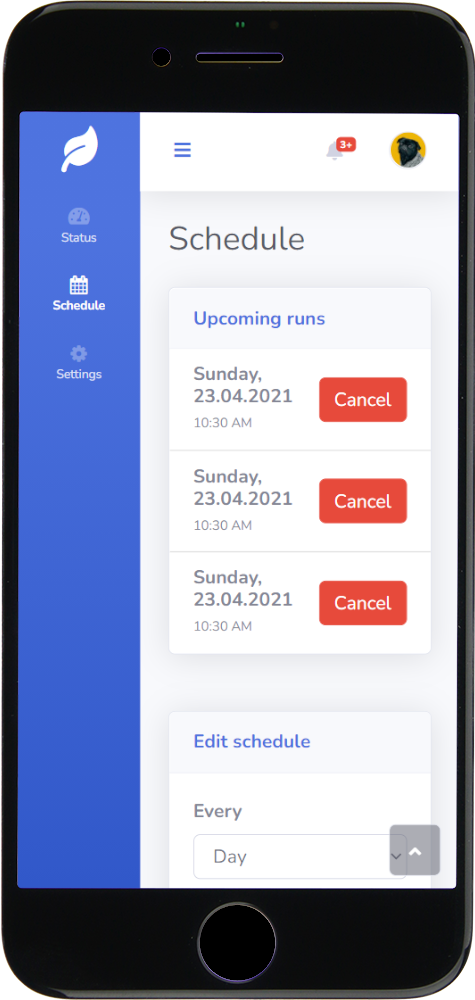 3+
Status
Schedule
Settings
Schedule
Upcoming runs
Sunday,
23.04.2021
10:30 AM
Cancel
Sunday,
23.04.2021
10:30 AM
Cancel
Sunday,
23.04.2021
10:30 AM
Cancel
Edit schedule
Every
Day